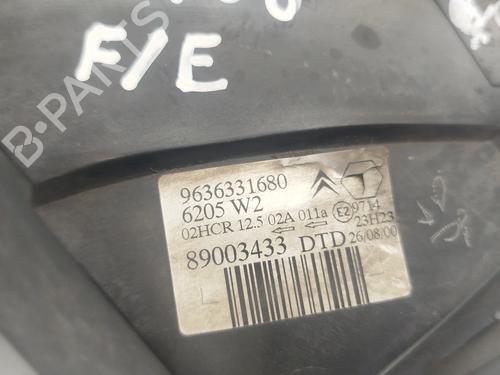 F/E
B-PARTS
9636331680
6205 W2
02HCR 12.5 02A 011a E2 9714
23H23
89003433 DTD 26/08/00
L